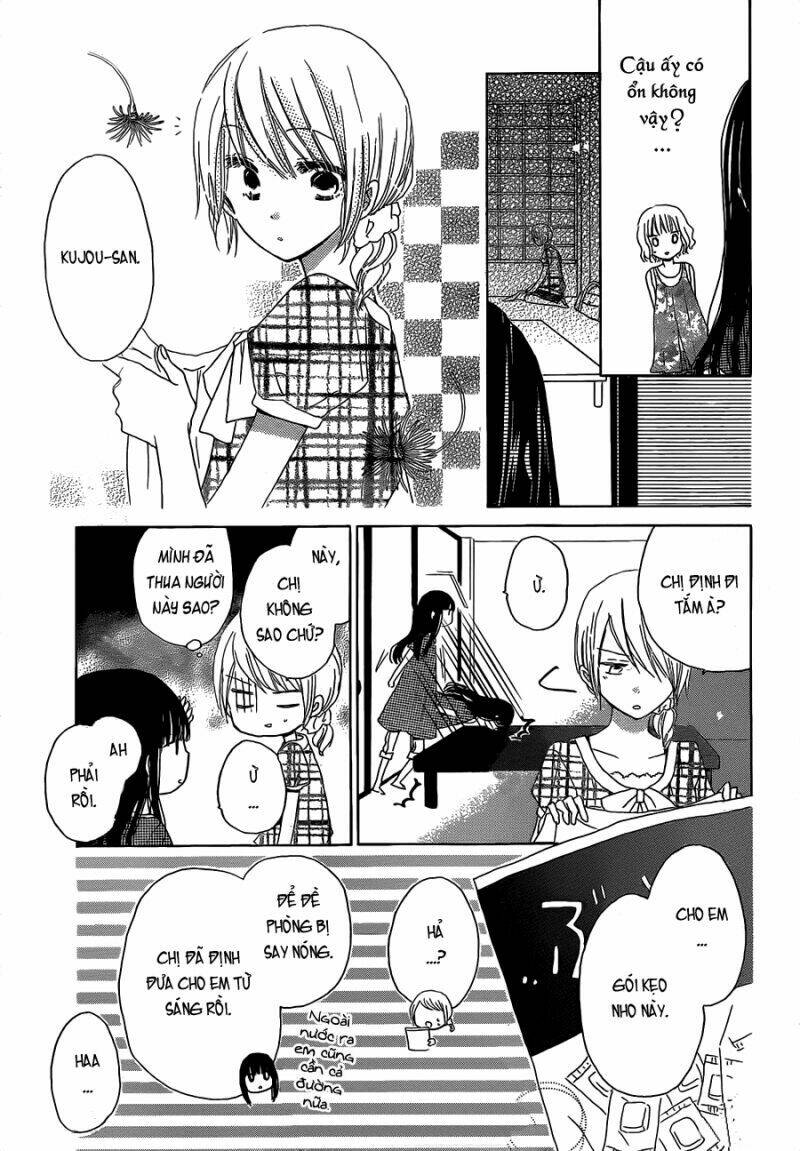 Cậu ấy có
ổn không
vậy?
...
KUJOU-SAN.
CHỊ ĐỊNH ĐI
TẮM À?
Ừ.
NÀY,
CHỊ
KHÔNG
SAO CHỨ?
MÌNH ĐÃ
THUA NGƯỜI
NÀY SAO?
Ừ
...
AH
PHẢI
RỒI.
CHO EM
...
GÓI KẸO
NHO NÀY.
HẢ
...?
ĐỂ ĐỀ
PHÒNG BỊ
SAY NÓNG.
CHỊ ĐÃ ĐỊNH
ĐƯA CHO EM TỪ
SÁNG RỒI.
Ngoài
nước ra
em cũng
cần cả
đường
nữa
HAA
...